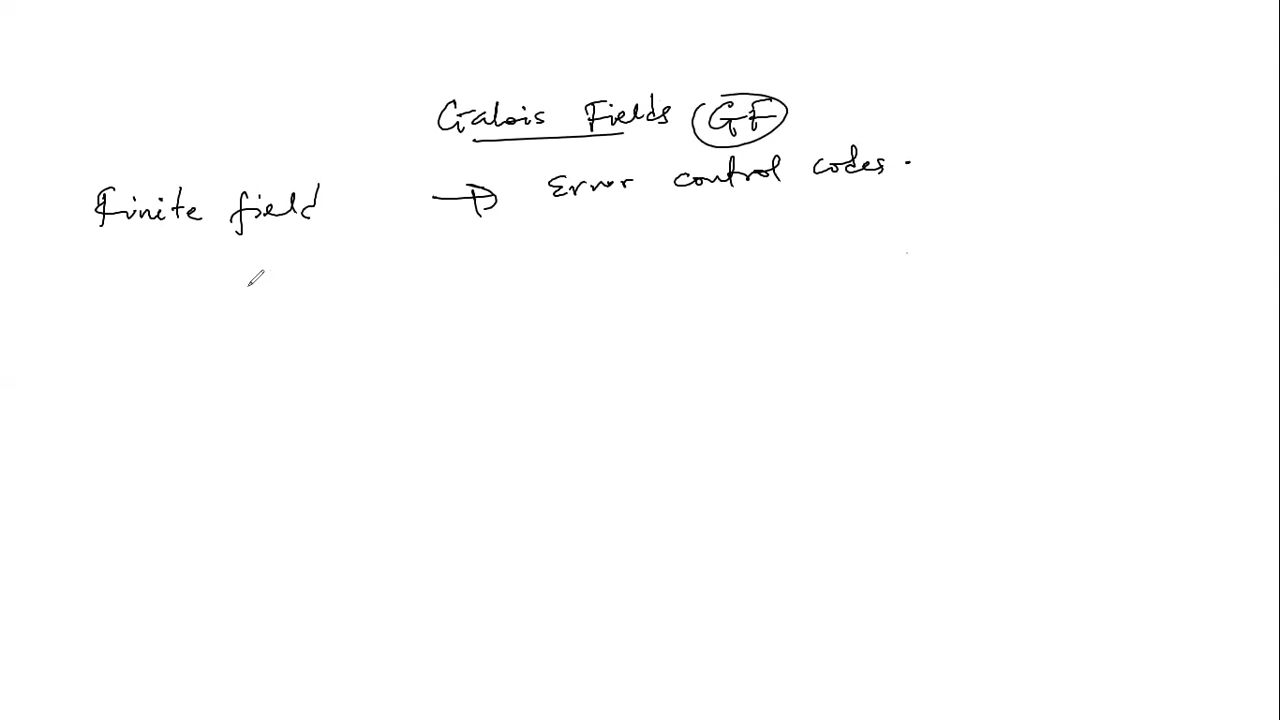 Galois Fields GF
Error control codes.
Finite field